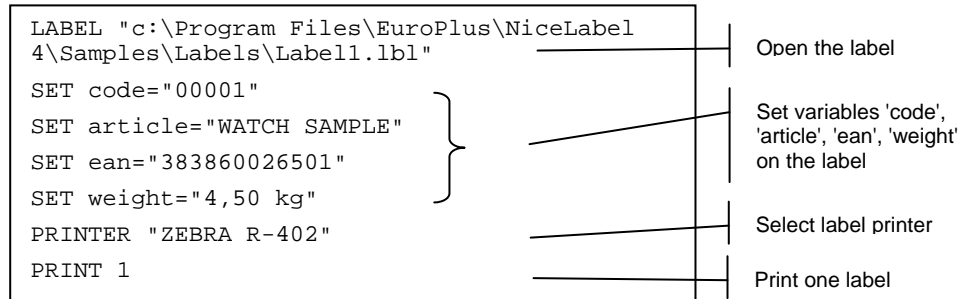 LABEL "c:\Program Files\EuroPlus\NiceLabel
4\Samples\Labels\Label1.lbl"
SET code="00001"
SET article="WATCH SAMPLE"
SET ean="383860026501"
SET weight="4,50 kg"
PRINTER "ZEBRA R-402"
PRINT 1
Open the label
Set variables 'code',
'article', 'ean', 'weight'
on the label
Select label printer
Print one label